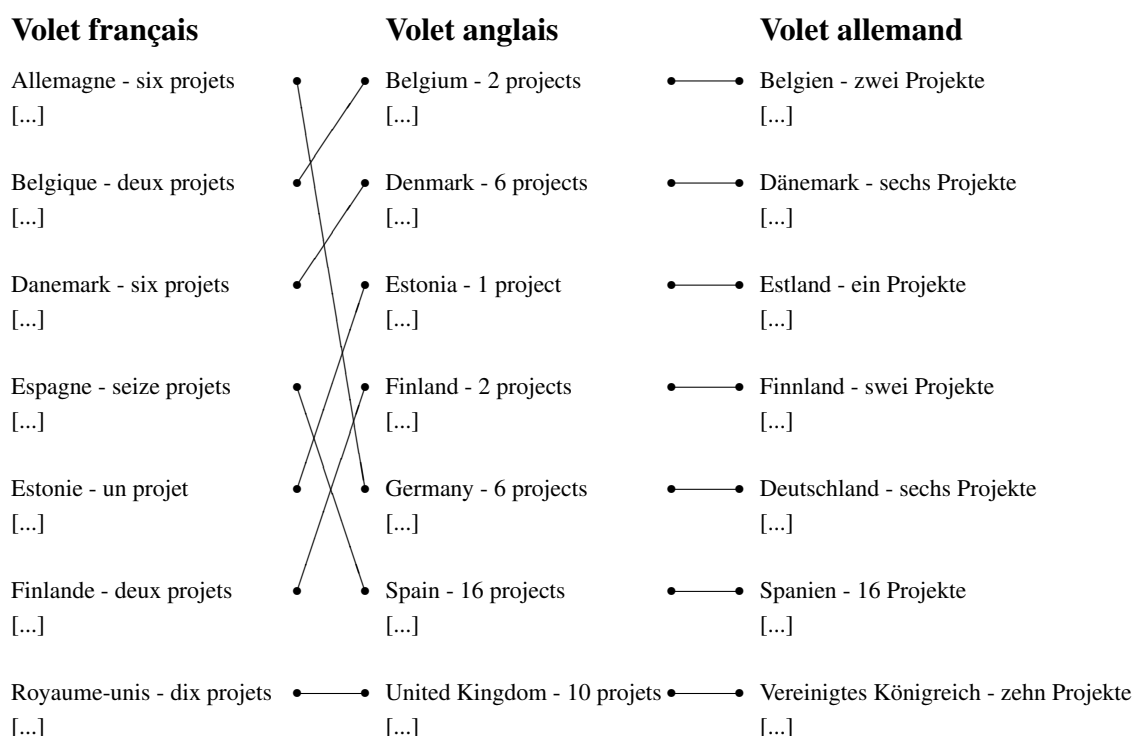 Volet français
Volet anglais
Volet allemand
Allemagne - six projets
Belgium - 2 projects
Belgien - zwei Projekte
[...]
[...]
[...]
Belgique - deux projets
Denmark - 6 projects
Dänemark - sechs Projekte
[...]
[...]
[...]
Danemark - six projets
Estonia - 1 project
Estland - ein Projekte
[...]
[...]
[...]
Espagne - seize projets
Finland - 2 projects
Finnland - swei Projekte
[...]
[...]
[...]
Estonie - un projet
Germany - 6 projects
Deutschland - sechs Projekte
[...]
[...]
[...]
Finlande - deux projets
Spain - 16 projects
Spanien - 16 Projekte
[...]
[...]
[...]
Royaume-unis - dix projets
United Kingdom - 10 projets
Vereinigtes Königreich - zehn Projekte
[...]
[...]
[...]